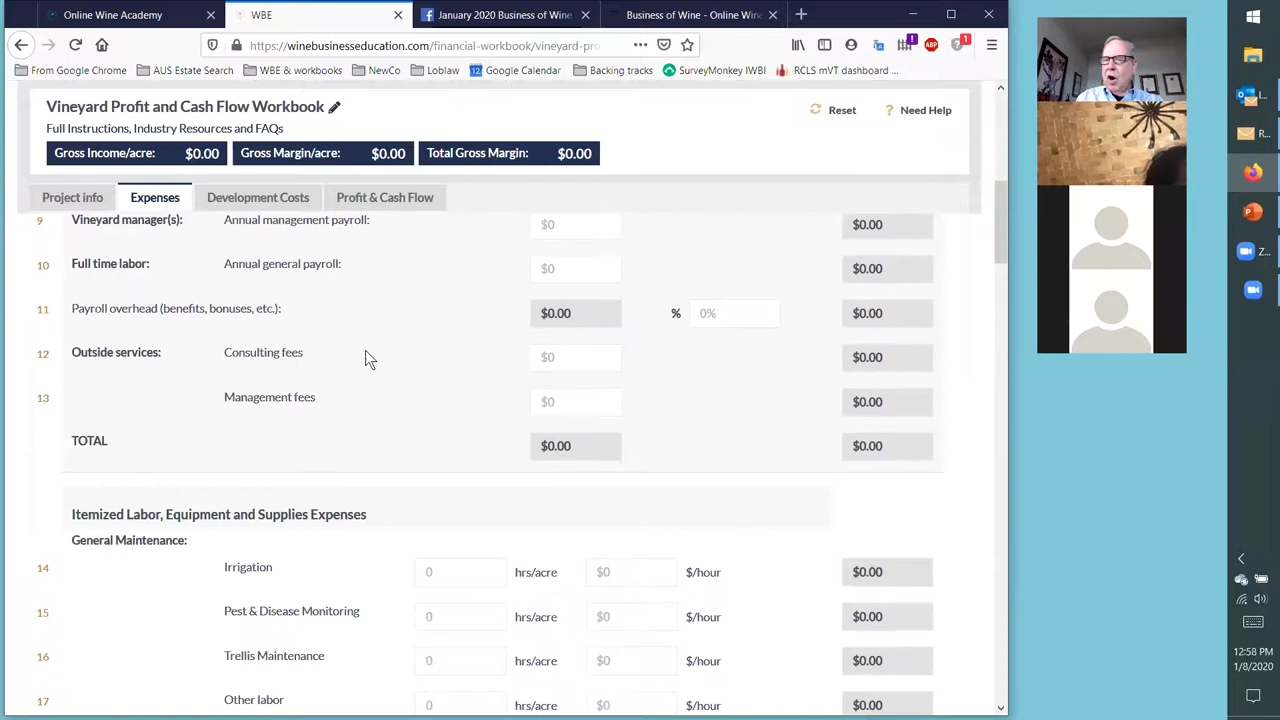 Online Wine Academy
WBE
January 2020 Business of Wine
Business of Wine - Online Wine
https://winebusinesseducation.com/financial-workbook/vineyard-pro
From Google Chrome
AUS Estate Search
WBE & workbooks
NewCo
Loblaw
Google Calendar
Backing tracks
SurveyMonkey IWBI
RCLS mVT Dashboard ...
Vineyard Profit and Cash Flow Workbook
Reset
? Need Help
Full Instructions, Industry Resources and FAQs
Gross Income/acre: $0.00
Gross Margin/acre: $0.00
Total Gross Margin: $0.00
Project info
Expenses
Development Costs
Profit & Cash Flow
9 Vineyard manager(s): Annual management payroll: $0 $0.00
10 Full time labor: Annual general payroll: $0 $0.00
11 Payroll overhead (benefits, bonuses, etc.): $0.00 % 0% $0.00
12 Outside services: Consulting fees $0 $0.00
13 Management fees $0 $0.00
TOTAL $0.00 $0.00
Itemized Labor, Equipment and Supplies Expenses
General Maintenance:
14 Irrigation 0 hrs/acre $0 $/hour $0.00
15 Pest & Disease Monitoring 0 hrs/acre $0 $/hour $0.00
16 Trellis Maintenance 0 hrs/acre $0 $/hour $0.00
17 Other labor 0 hrs/acre $0 $/hour $0.00
I...
R...
P...
Z...
12:58 PM
1/8/2020